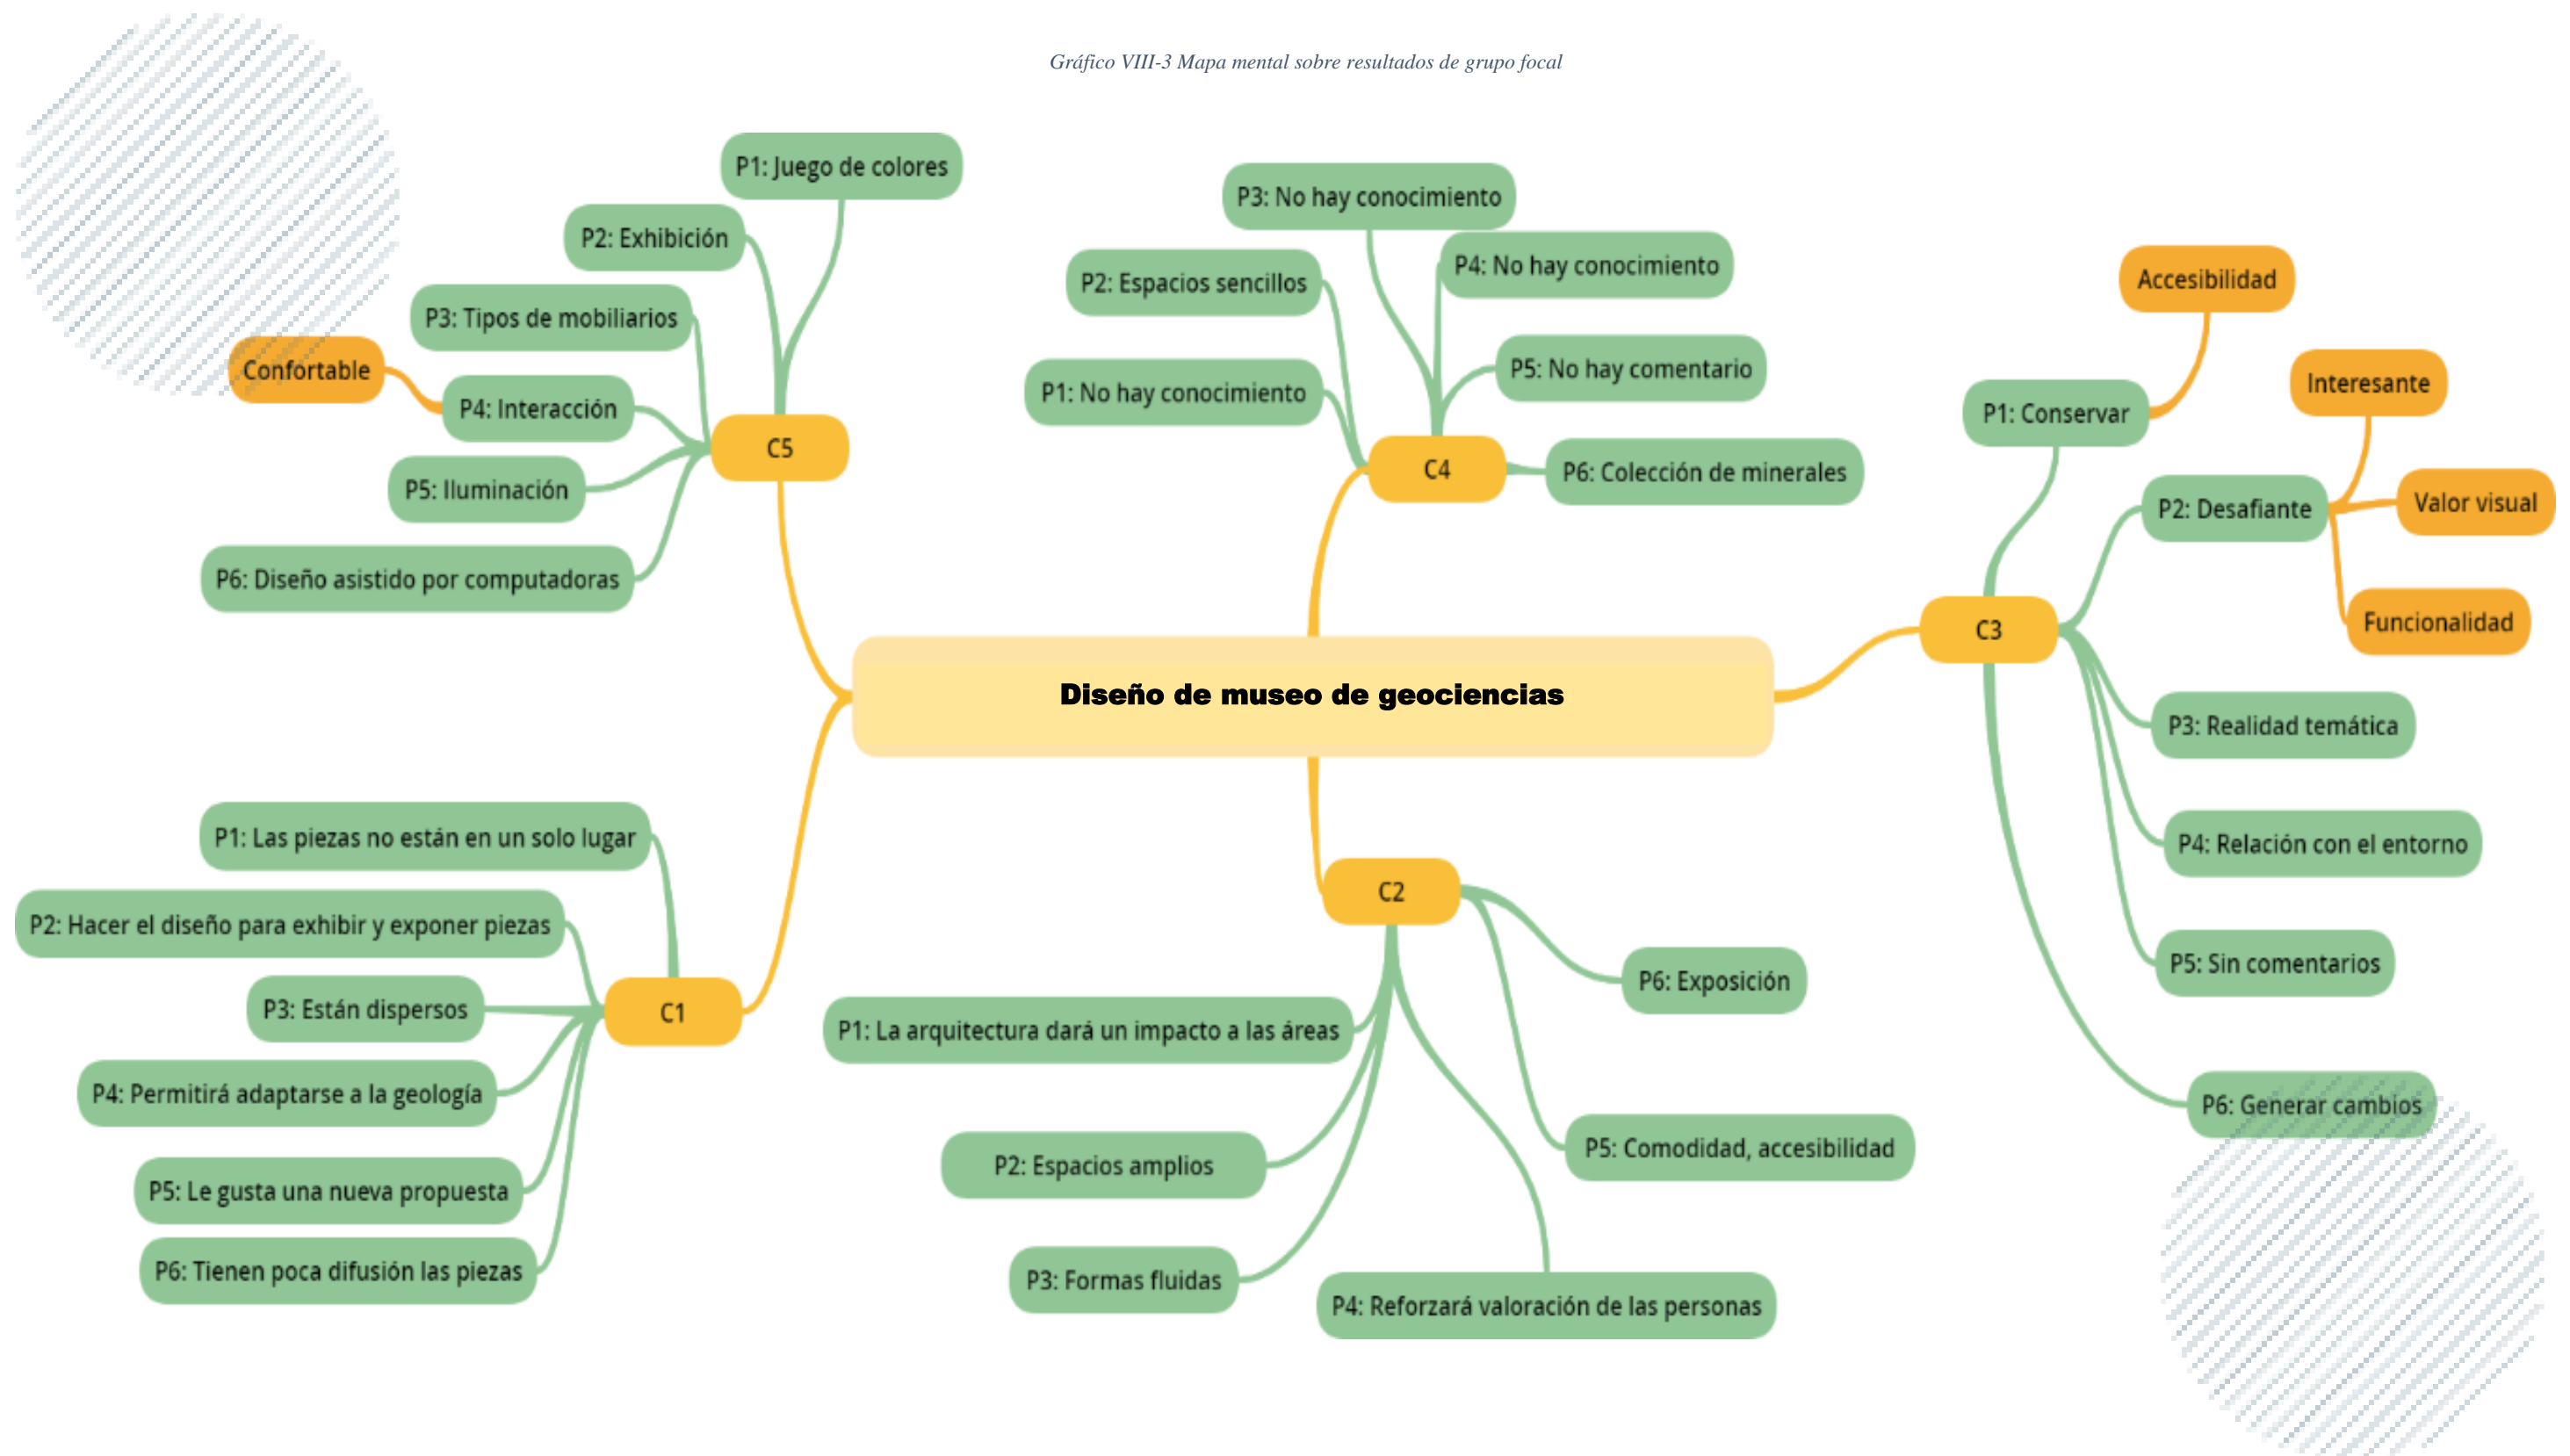 Gráfico VIII-3 Mapa mental sobre resultados de grupo focal
P1: Juego de colores
P2: Exhibición
P3: Tipos de mobiliarios
Confortable
P4: Interacción
P5: Iluminación
P6: Diseño asistido por computadoras
C5
P3: No hay conocimiento
P4: No hay conocimiento
P2: Espacios sencillos
P5: No hay comentario
P1: No hay conocimiento
C4
P6: Colección de minerales
Accesibilidad
Interesante
P1: Conservar
Valor visual
P2: Desafiante
Funcionalidad
C3
P3: Realidad temática
P4: Relación con el entorno
P5: Sin comentarios
P6: Generar cambios
Diseño de museo de geociencias
P1: Las piezas no están en un solo lugar
P2: Hacer el diseño para exhibir y exponer piezas
P3: Están dispersos
C1
P4: Permitirá adaptarse a la geología
P5: Le gusta una nueva propuesta
P6: Tienen poca difusión las piezas
C2
P6: Exposición
P1: La arquitectura dará un impacto a las áreas
P5: Comodidad, accesibilidad
P2: Espacios amplios
P3: Formas fluidas
P4: Reforzará valoración de las personas